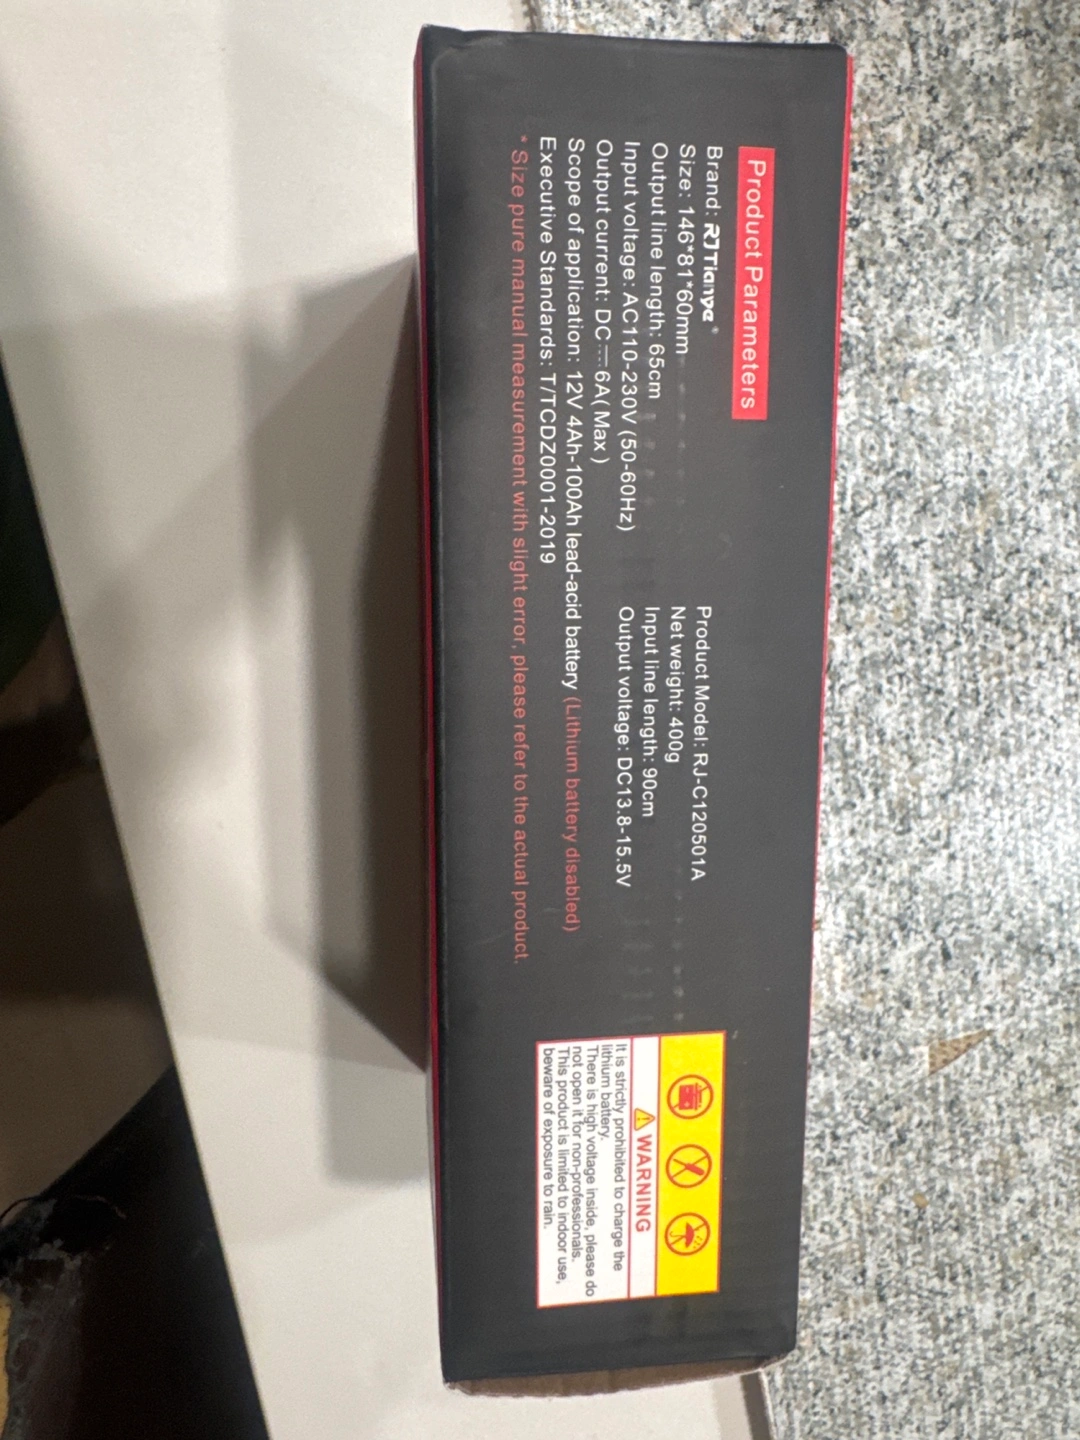 Product Parameters
Brand: RJTianye®
Product Model: RJ-C120501A
Size: 146*81*60mm
Net weight: 400g
Output line length: 65cm
Input line length: 90cm
Input voltage: AC110-230V (50-60Hz)
Output voltage: DC13.8-15.5V
Output current: DC⎓6A(Max)
Scope of application: 12V 4Ah-100Ah lead-acid battery (Lithium battery disabled)
Executive Standards: T/TCDZ0001-2019
* Size pure manual measurement with slight error, please refer to the actual product.
WARNING
It is strictly prohibited to charge the
lithium battery.
There is high voltage inside, please do
not open it for non-professionals.
This product is limited to indoor use,
beware of exposure to rain.